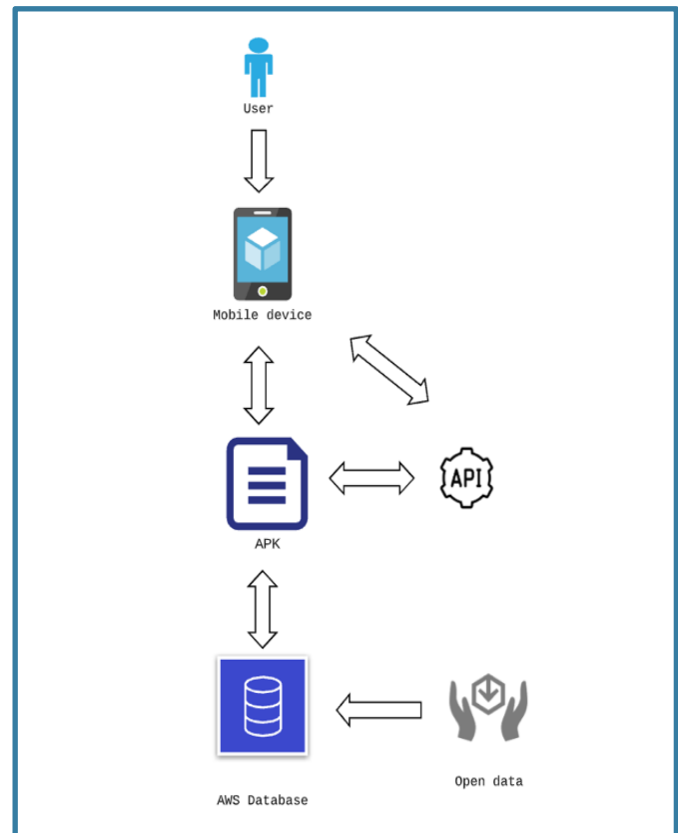 User
Mobile device
API
APK
Open data
AWS Database